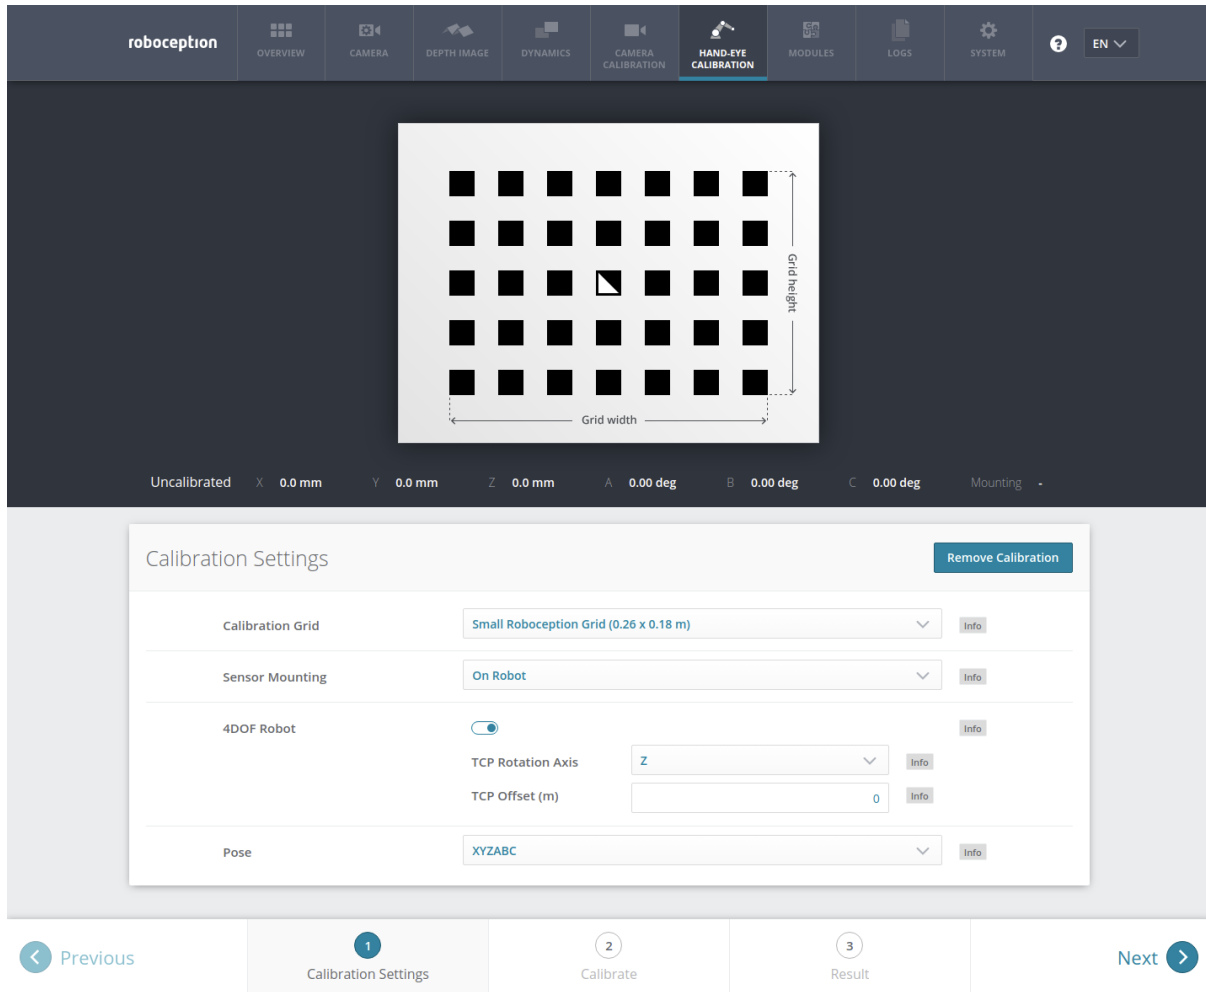 roboception
OVERVIEW
CAMERA
DEPTH IMAGE
DYNAMICS
CAMERA
CALIBRATION
HAND-EYE
CALIBRATION
MODULES
LOGS
SYSTEM
?
EN
Grid height
Grid width
Uncalibrated X 0.0 mm Y 0.0 mm Z 0.0 mm A 0.00 deg B 0.00 deg C 0.00 deg Mounting -
Calibration Settings
Remove Calibration
Calibration Grid Small Roboception Grid (0.26 x 0.18 m) Info
Sensor Mounting On Robot Info
4DOF Robot Info
TCP Rotation Axis Z Info
TCP Offset (m) 0 Info
Pose XYZABC Info
Previous
1
Calibration Settings
2
Calibrate
3
Result
Next